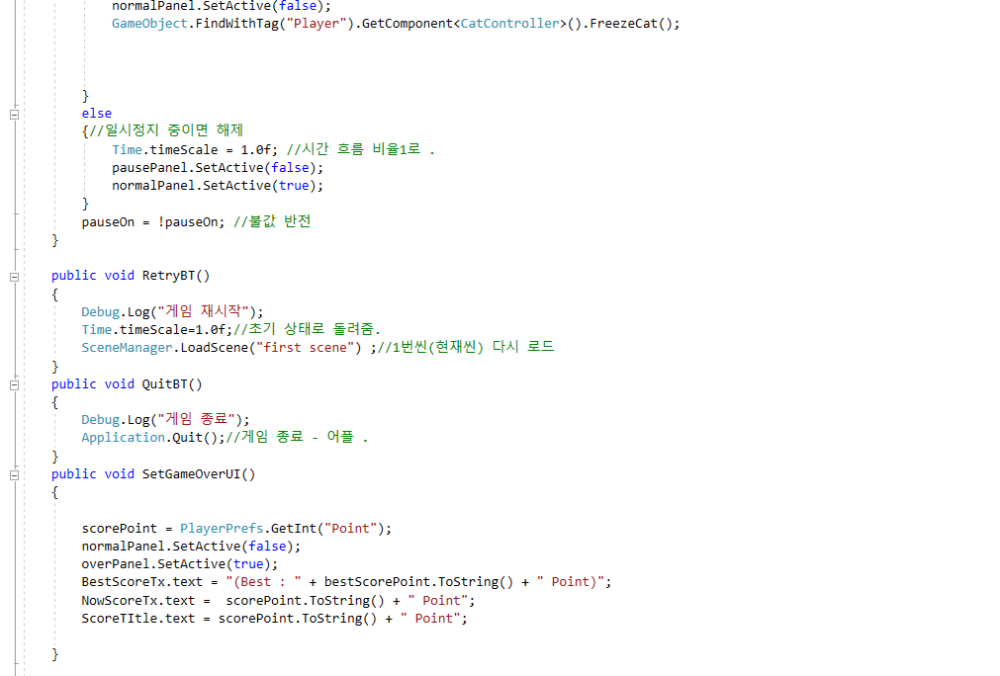 normalPanel.SetActive(false);
GameObject.FindWithTag("Player").GetComponent<CatController>().FreezeCat();
}
else
{//일시정지 중이면 해제
Time.timeScale = 1.0f; //시간 흐름 비율1로 .
pausePanel.SetActive(false);
normalPanel.SetActive(true);
}
pauseOn = !pauseOn; //불값 반전
}
public void RetryBT()
{
Debug.Log("게임 재시작");
Time.timeScale=1.0f;//초기 상태로 돌려줌.
SceneManager.LoadScene("first scene") ;//1번씬(현재씬) 다시 로드
}
public void QuitBT()
{
Debug.Log("게임 종료");
Application.Quit();//게임 종료 - 어플 .
}
public void SetGameOverUI()
{
scorePoint = PlayerPrefs.GetInt("Point");
normalPanel.SetActive(false);
overPanel.SetActive(true);
BestScoreTx.text = "(Best : " + bestScorePoint.ToString() + " Point)";
NowScoreTx.text =  scorePoint.ToString() + " Point";
ScoreTItle.text = scorePoint.ToString() + " Point";
}